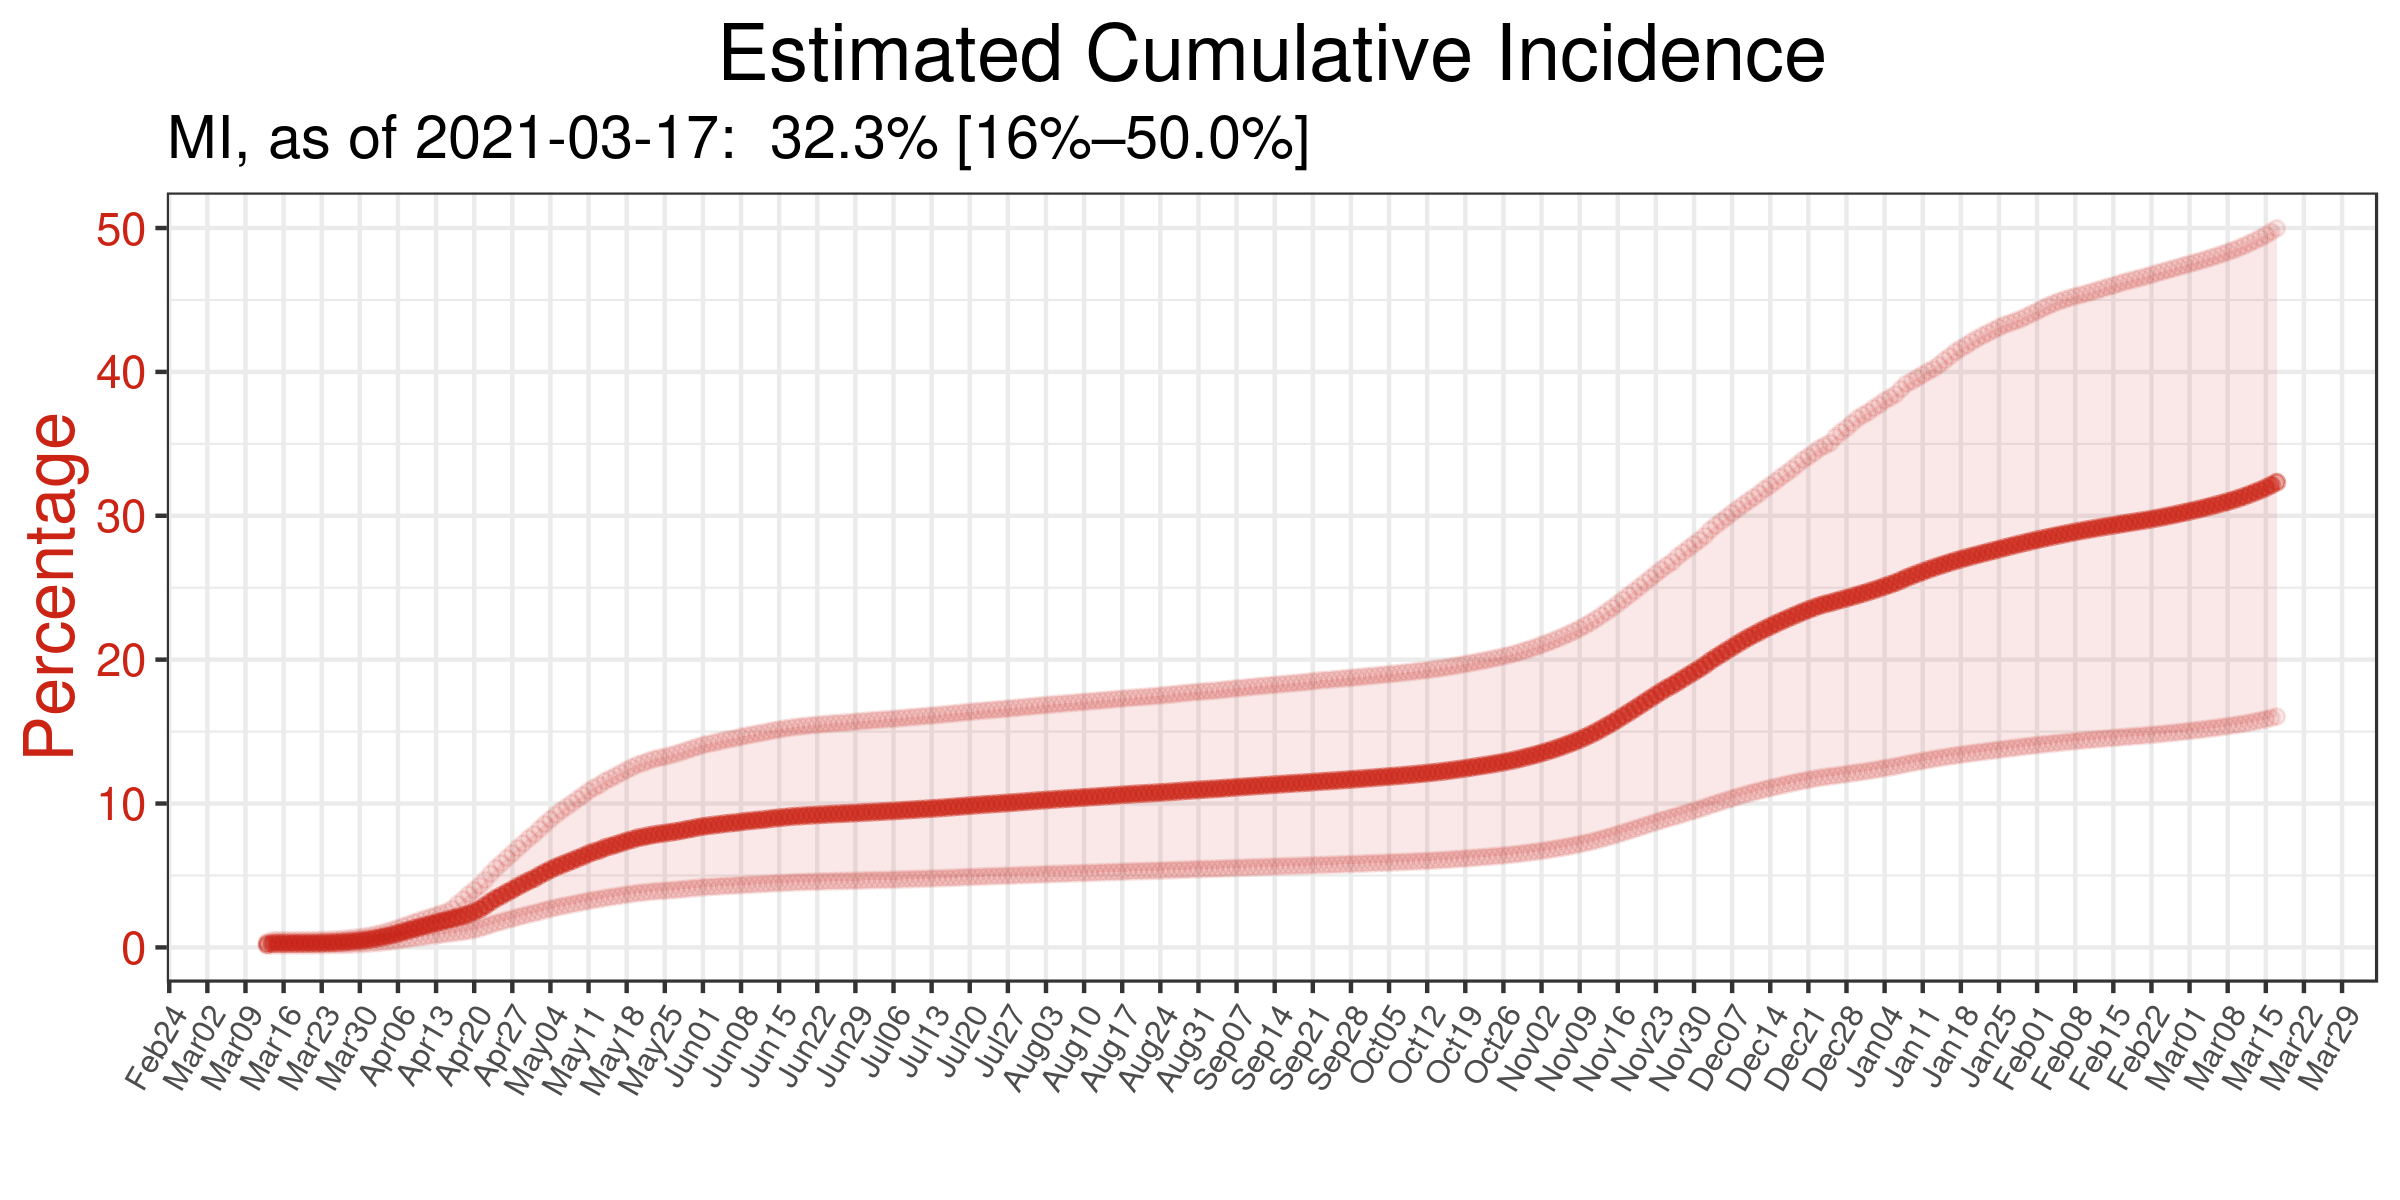 Estimated Cumulative Incidence
MI, as of 2021-03-17:  32.3% [16%–50.0%]
Percentage
50
40
30
20
10
0
Feb24
Mar02
Mar09
Mar16
Mar23
Mar30
Apr06
Apr13
Apr20
Apr27
May04
May11
May18
May25
Jun01
Jun08
Jun15
Jun22
Jun29
Jul06
Jul13
Jul20
Jul27
Aug03
Aug10
Aug17
Aug24
Aug31
Sep07
Sep14
Sep21
Sep28
Oct05
Oct12
Oct19
Oct26
Nov02
Nov09
Nov16
Nov23
Nov30
Dec07
Dec14
Dec21
Dec28
Jan04
Jan11
Jan18
Jan25
Feb01
Feb08
Feb15
Feb22
Mar01
Mar08
Mar15
Mar22
Mar29